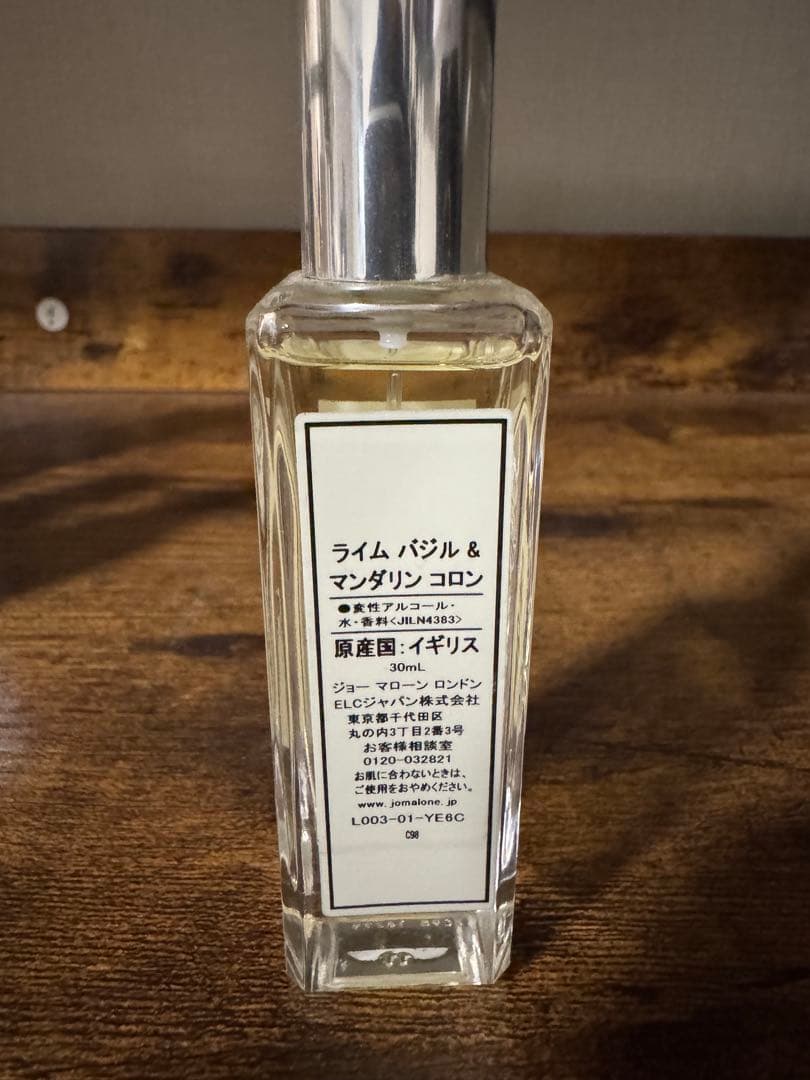 ライム バジル &
マンダリン コロン
●変性アルコール・
水・香料<JILN4383>
原産国:イギリス
30mL
ジョー マローン ロンドン
ELCジャパン株式会社
東京都千代田区
丸の内3丁目2番3号
お客様相談室
0120-032821
お肌に合わないときは、
ご使用をおやめください。
www.jomalone.jp
L003-01-YE6C
C98